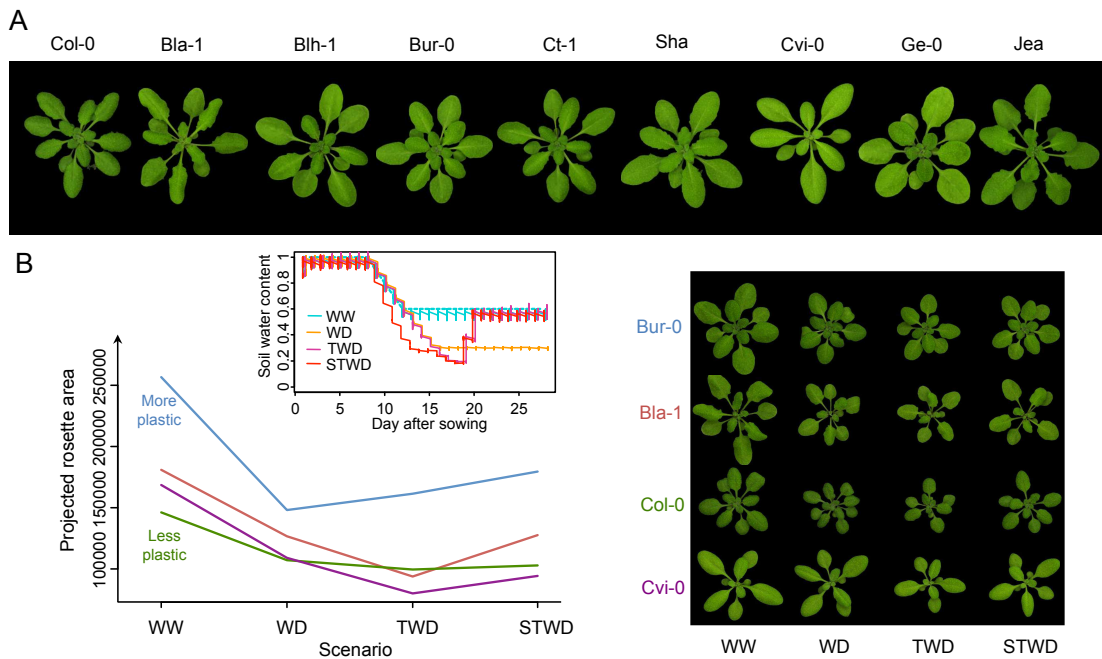 A
Col-0 Bla-1 Blh-1 Bur-0 Ct-1 Sha Cvi-0 Ge-0 Jea
B
Soil water content
0 0.2 0.4 0.6 0.8 1
WW
WD
TWD
STWD
0 5 10 15 20 25
Day after sowing
Projected rosette area
100000 150000 200000 250000
More
plastic
Less
plastic
WW WD TWD STWD
Scenario
Bur-0
Bla-1
Col-0
Cvi-0
WW WD TWD STWD